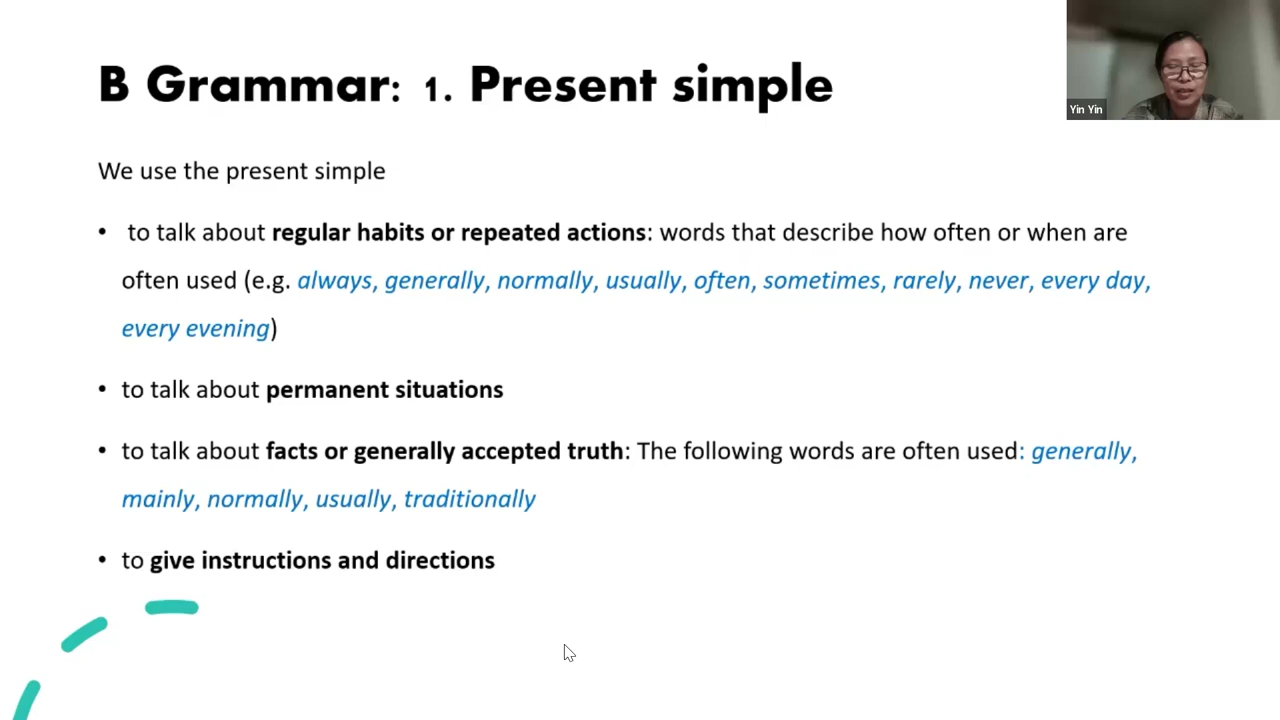 B Grammar: 1. Present simple
Yin Yin
We use the present simple
• to talk about regular habits or repeated actions: words that describe how often or when are
often used (e.g. always, generally, normally, usually, often, sometimes, rarely, never, every day,
every evening)
• to talk about permanent situations
• to talk about facts or generally accepted truth: The following words are often used: generally,
mainly, normally, usually, traditionally
• to give instructions and directions